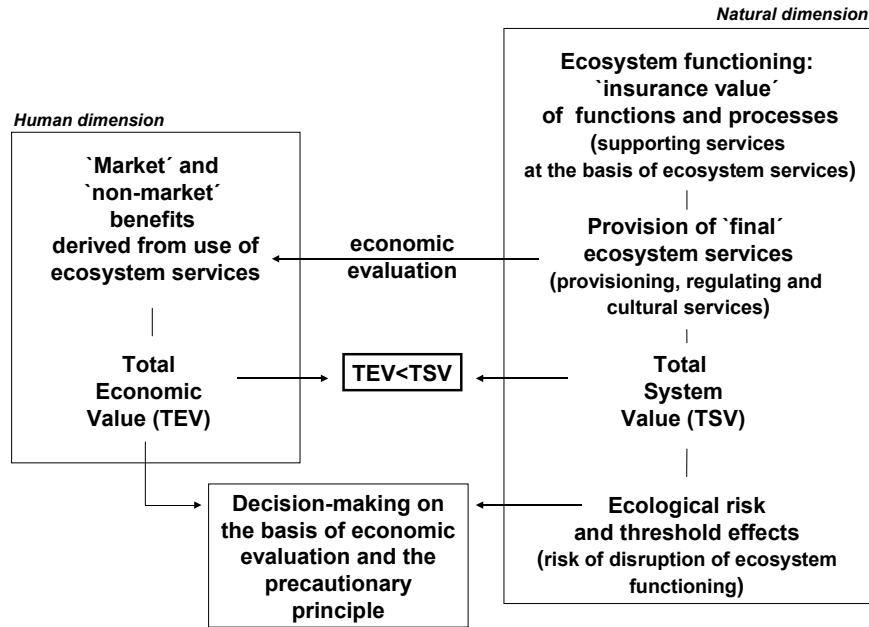 Natural dimension
Ecosystem functioning:
`insurance value´
of functions and processes
(supporting services
at the basis of ecosystem services)
Human dimension
`Market´ and
`non-market´
benefits
derived from use of
ecosystem services
economic
evaluation
Provision of `final´
ecosystem services
(provisioning, regulating and
cultural services)
Total
Economic
Value (TEV)
TEV<TSV
Total
System
Value (TSV)
Decision-making on
the basis of economic
evaluation and the
precautionary
principle
Ecological risk
and threshold effects
(risk of disruption of ecosystem
functioning)